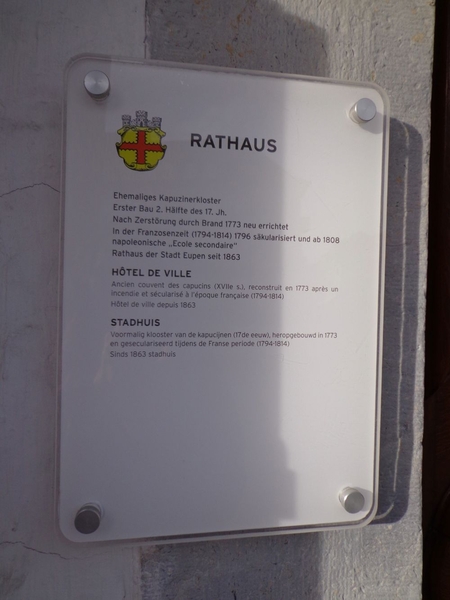 RATHAUS
Ehemaliges Kapuzinerkloster
Erster Bau 2. Hälfte des 17. Jh.
Nach Zerstörung durch Brand 1773 neu errichtet
In der Franzosenzeit (1794-1814) 1796 säkularisiert und ab 1808
napoleonische „Ecole secondaire“
Rathaus der Stadt Eupen seit 1863
HÔTEL DE VILLE
Ancien couvent des capucins (XVIIe s.), reconstruit en 1773 après un
incendie et sécularisé à l'époque française (1794-1814)
Hôtel de ville depuis 1863
STADHUIS
Voormalig klooster van de kapucijnen (17de eeuw), heropgebouwd in 1773
en geseculariseerd tijdens de Franse periode (1794-1814)
Sinds 1863 stadhuis